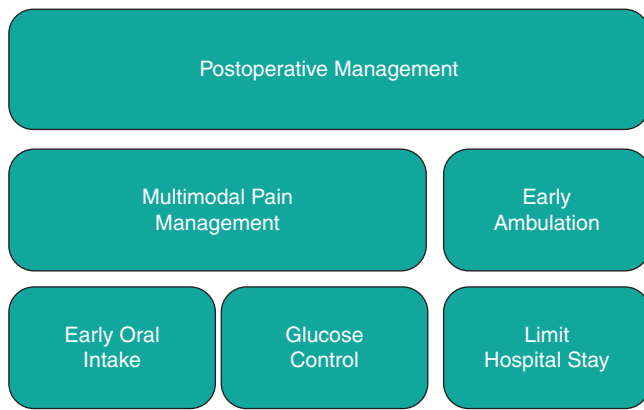 Postoperative Management
Multimodal Pain
Management
Early
Ambulation
Early Oral
Intake
Glucose
Control
Limit
Hospital Stay